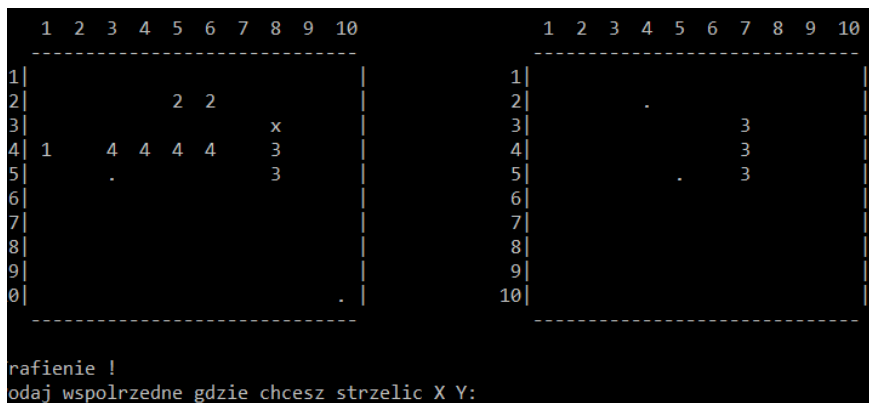 1 2 3 4 5 6 7 8 9 10 1 2 3 4 5 6 7 8 9 10
------------------------------ ------------------------------
1| | 1| |
2| 2 2 | 2| . |
3| x | 3| 3 |
4| 1 4 4 4 4 3 | 4| 3 |
5| . 3 | 5| . 3 |
6| | 6| |
7| | 7| |
8| | 8| |
9| | 9| |
0| . | 10| |
------------------------------ ------------------------------
rafienie !
odaj wspolrzedne gdzie chcesz strzelic X Y: